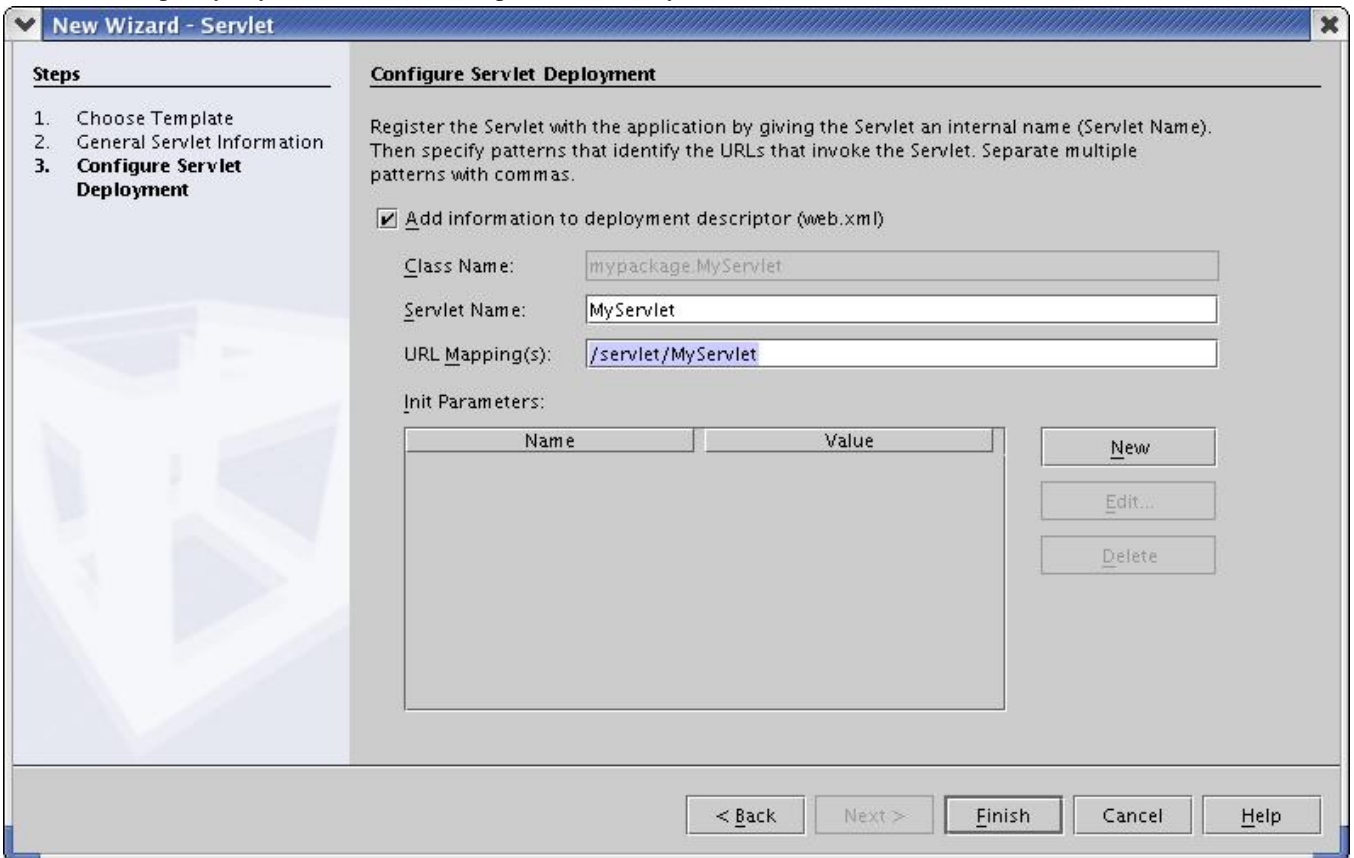 New Wizard - Servlet
Steps
1. Choose Template
2. General Servlet Information
3. Configure Servlet
Deployment
Configure Servlet Deployment
Register the Servlet with the application by giving the Servlet an internal name (Servlet Name).
Then specify patterns that identify the URLs that invoke the Servlet. Separate multiple
patterns with commas.
Add information to deployment descriptor (web.xml)
Class Name: mypackage.MyServlet
Servlet Name: MyServlet
URL Mapping(s): /servlet/MyServlet
Init Parameters:
Name Value
New
Edit...
Delete
< Back Next > Finish Cancel Help